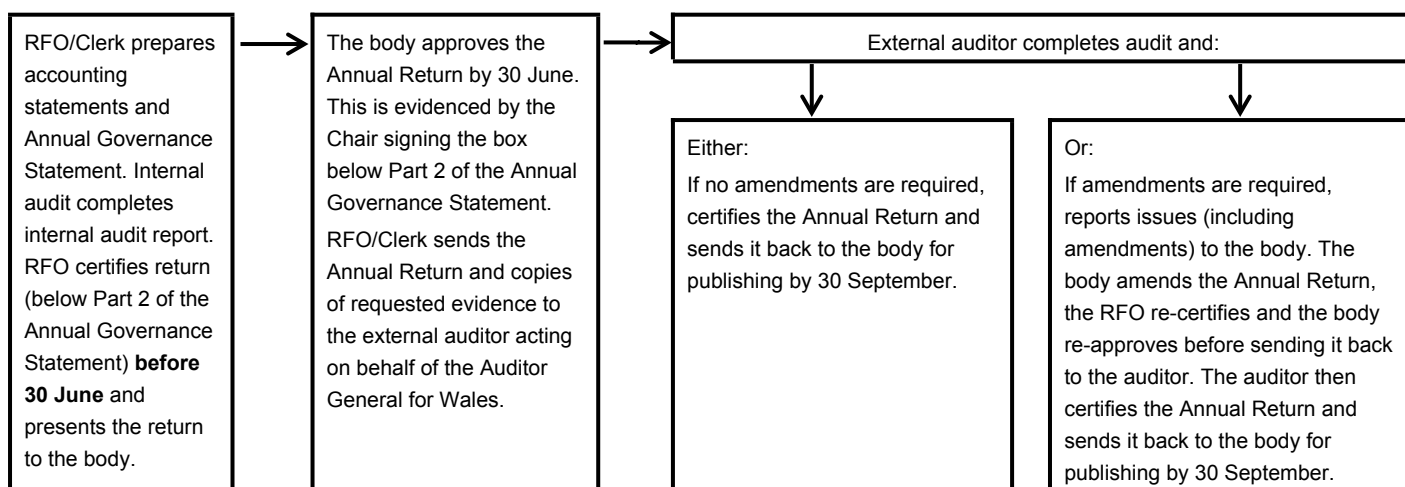 RFO/Clerk prepares
accounting
statements and
Annual Governance
Statement. Internal
audit completes
internal audit report.
RFO certifies return
(below Part 2 of the
Annual Governance
Statement) before
30 June and
presents the return
to the body.
The body approves the
Annual Return by 30 June.
This is evidenced by the
Chair signing the box
below Part 2 of the Annual
Governance Statement.
RFO/Clerk sends the
Annual Return and copies
of requested evidence to
the external auditor acting
on behalf of the Auditor
General for Wales.
External auditor completes audit and:
Either:
If no amendments are required,
certifies the Annual Return and
sends it back to the body for
publishing by 30 September.
Or:
If amendments are required,
reports issues (including
amendments) to the body. The
body amends the Annual Return,
the RFO re-certifies and the body
re-approves before sending it back
to the auditor. The auditor then
certifies the Annual Return and
sends it back to the body for
publishing by 30 September.